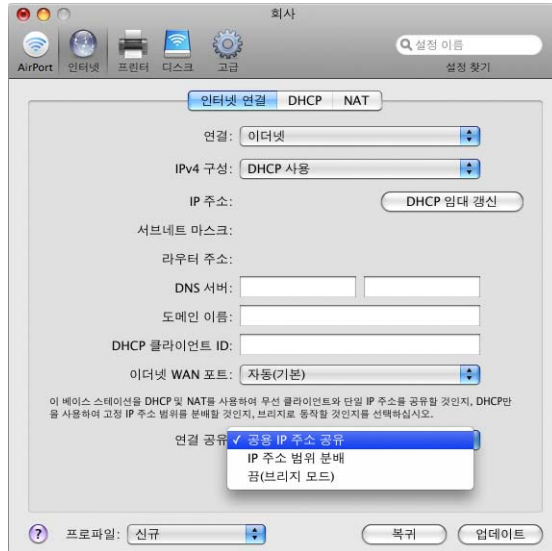 회사
AirPort 인터넷 프린터 디스크 고급
설정 이름
설정 찾기
인터넷 연결 DHCP NAT
연결: 이더넷
IPv4 구성: DHCP 사용
IP 주소: DHCP 임대 갱신
서브네트 마스크:
라우터 주소:
DNS 서버:
도메인 이름:
DHCP 클라이언트 ID:
이더넷 WAN 포트: 자동(기본)
이 베이스 스테이션을 DHCP 및 NAT를 사용하여 무선 클라이언트와 단일 IP 주소를 공유할 것인지, DHCP만
을 사용하여 고정 IP 주소 범위를 분배할 것인지, 브리지로 동작할 것인지를 선택하십시오.
연결 공유 ✓ 공용 IP 주소 공유
IP 주소 범위 분배
끔(브리지 모드)
? 프로파일: 신규 복귀 업데이트